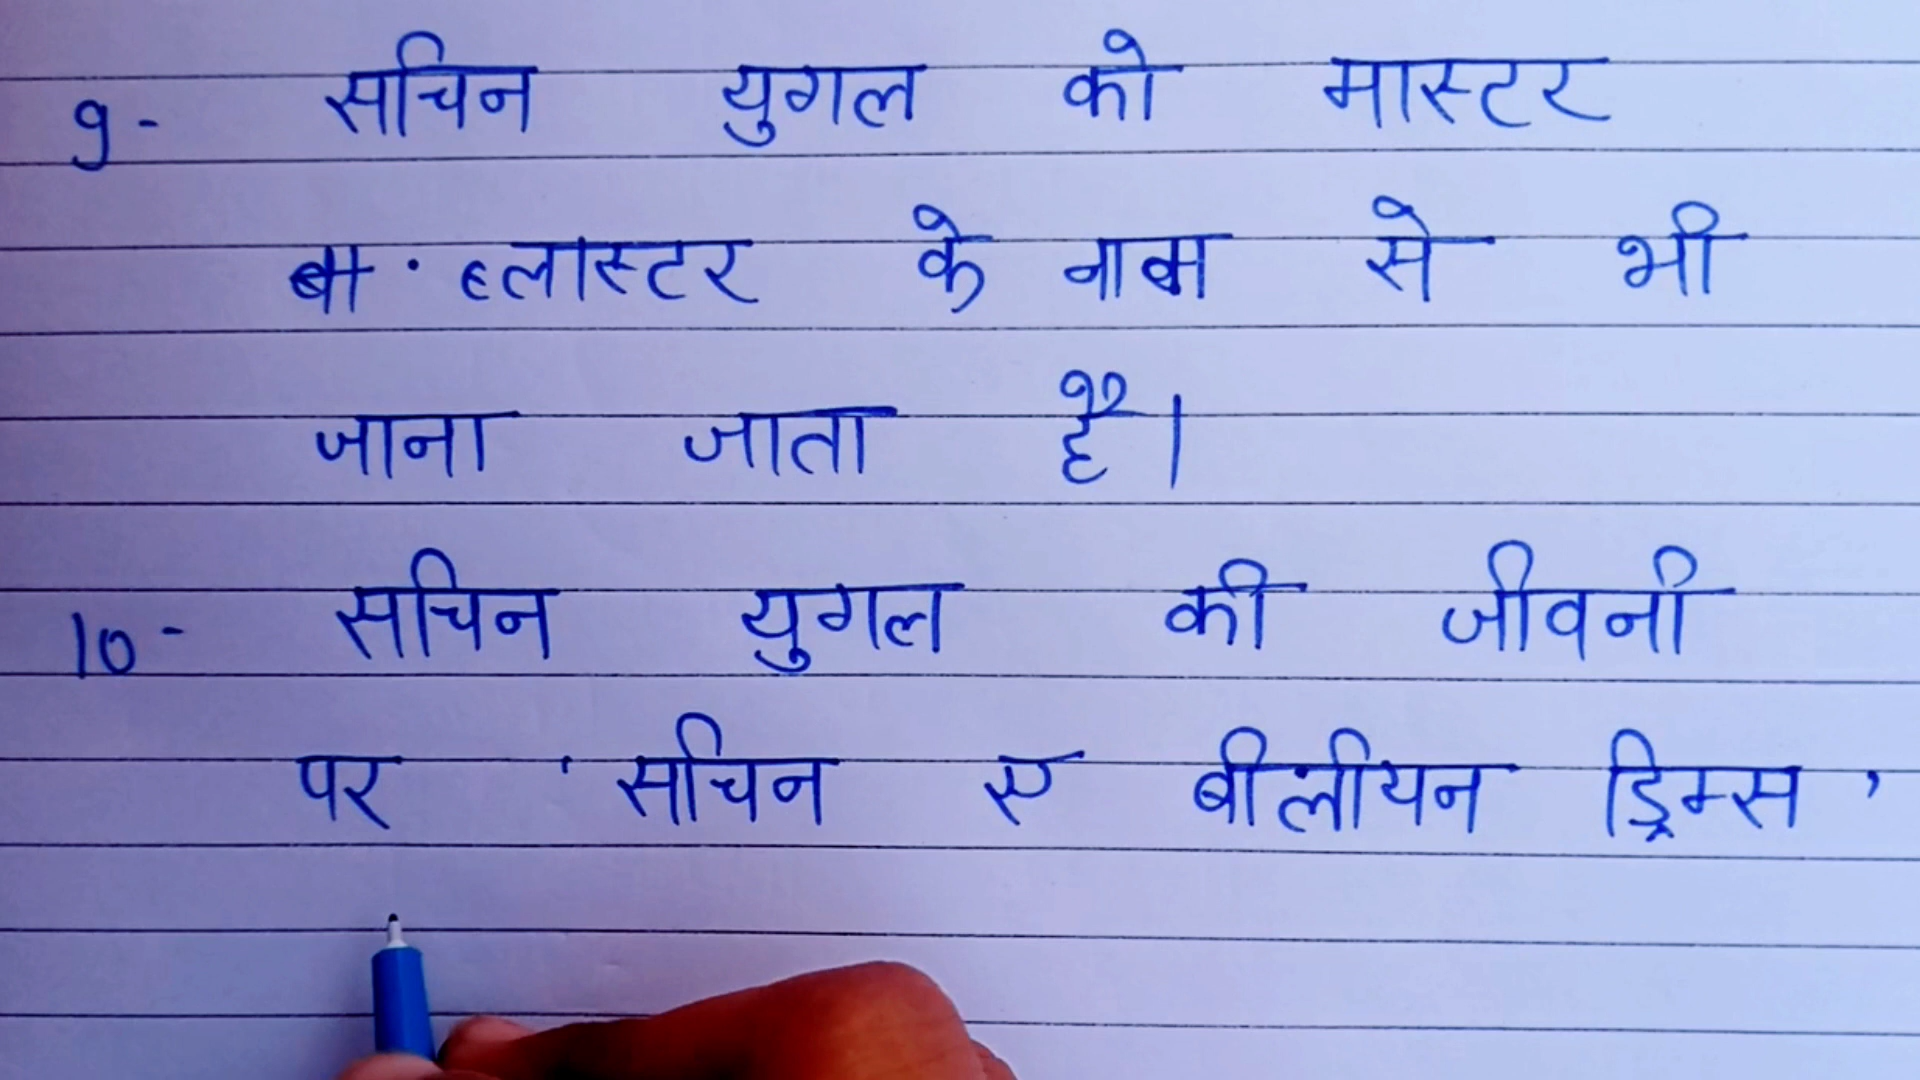 9- सचिन युगल को मास्टर
ब्लास्टर के नाम से भी
जाना जाता है।
10- सचिन युगल की जीवनी
पर 'सचिन ए बीलीयन ड्रिम्स'